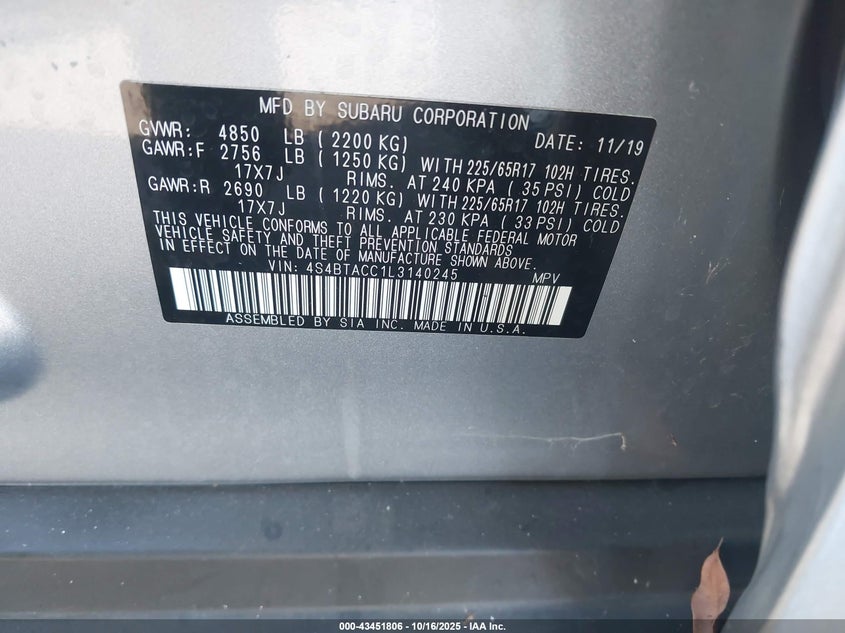 MFD BY SUBARU CORPORATION
GVWR: 4850 LB ( 2200 KG) DATE: 11/19
GAWR:F 2756 LB ( 1250 KG) WITH 225/65R17 102H TIRES.
17X7J RIMS. AT 240 KPA ( 35 PSI) COLD
GAWR:R 2690 LB ( 1220 KG) WITH 225/65R17 102H TIRES.
17X7J RIMS. AT 230 KPA ( 33 PSI) COLD
THIS VEHICLE CONFORMS TO ALL APPLICABLE FEDERAL MOTOR
VEHICLE SAFETY AND THEFT PREVENTION STANDARDS
IN EFFECT ON THE DATE OF MANUFACTURE SHOWN ABOVE.
VIN: 4S4BTACC1L3140245 MPV
ASSEMBLED BY SIA INC. MADE IN U.S.A.
000-43451806 - 10/16/2025 - IAA Inc.